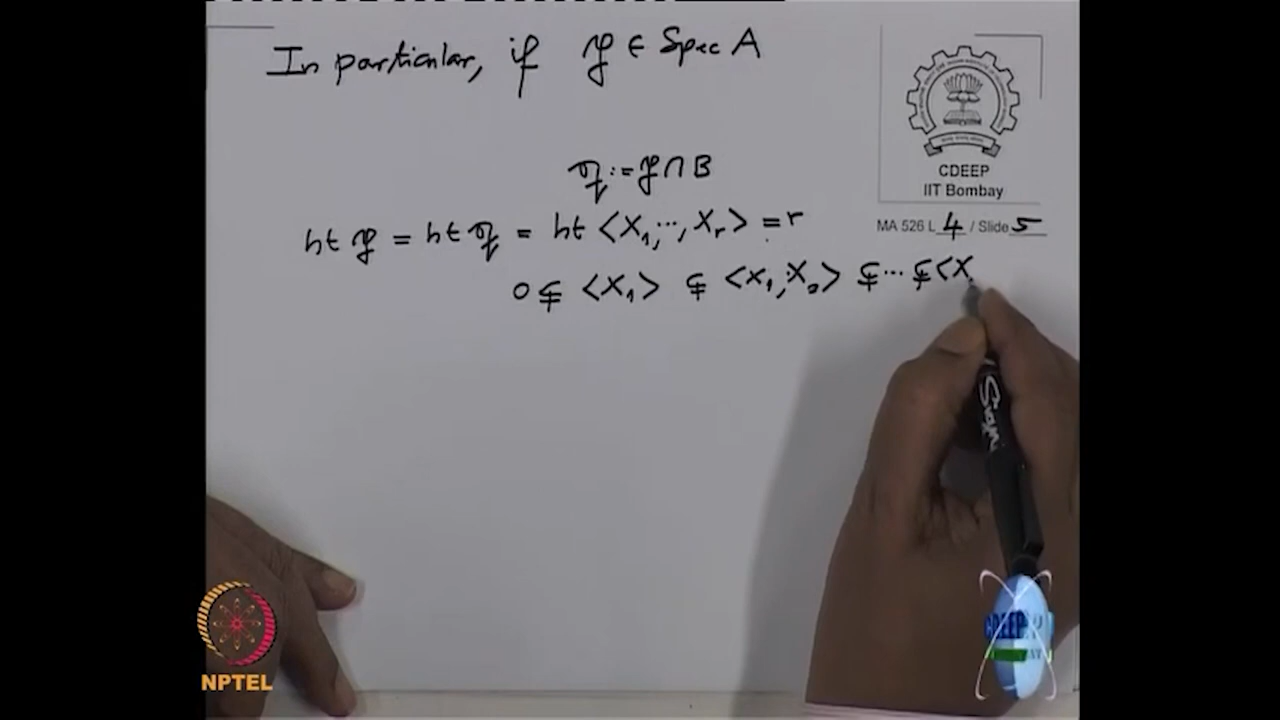 In particular, if 𝔭 ∈ Spec A
𝔮 := 𝔭 ∩ B
ht 𝔭 = ht 𝔮 = ht <X₁,…,Xᵣ> = r
0 ⊊ <X₁> ⊊ <X₁,X₂> ⊊ … ⊊ <X
CDEEP
IIT Bombay
MA 526 L 4 / Slide 5
NPTEL
CDEEP